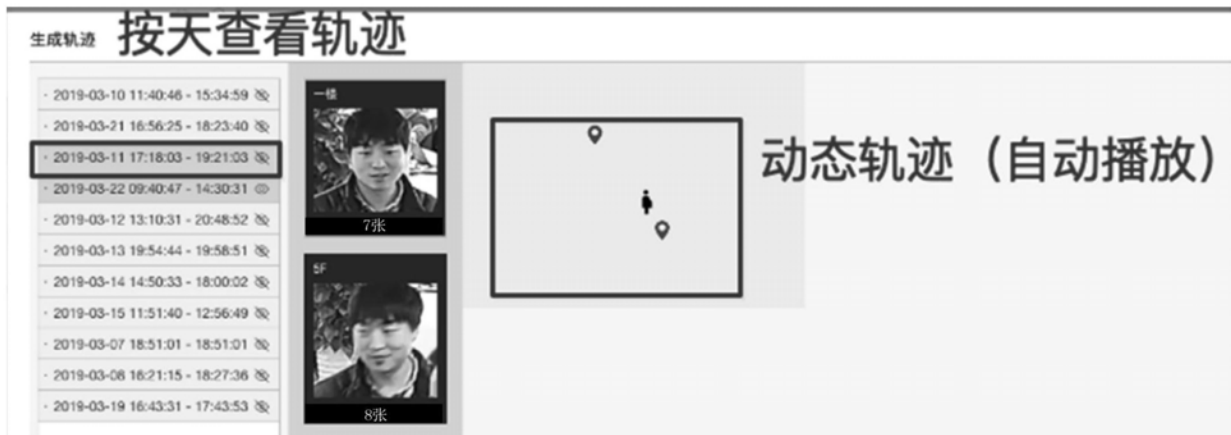 生成轨迹 按天查看轨迹
· 2019-03-10 11:40:46 - 15:34:59
· 2019-03-21 16:56:25 - 18:23:40
· 2019-03-11 17:18:03 - 19:21:03
· 2019-03-22 09:40:47 - 14:30:31
· 2019-03-12 13:10:31 - 20:48:52
· 2019-03-13 19:54:44 - 19:58:51
· 2019-03-14 14:50:33 - 18:00:02
· 2019-03-15 11:51:40 - 12:56:49
· 2019-03-07 18:51:01 - 18:51:01
· 2019-03-08 16:21:15 - 18:27:36
· 2019-03-19 16:43:31 - 17:43:53
一楼
7张
5F
8张
动态轨迹（自动播放）